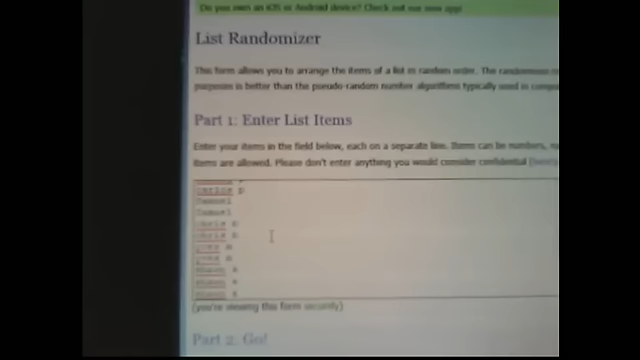 Do you own an iOS or Android device? Check out our new app!
List Randomizer
This form allows you to arrange the items of a list in random order. The randomness
purposes is better than the pseudo-random number algorithms typically used in
Part 1: Enter List Items
Enter your items in the field below, each on a separate line. Items can be numbers,
items are allowed. Please don't enter anything you would consider confidential
Samuel
Samuel
chris
chris
(you're viewing this form securely)
Part 2: Go!